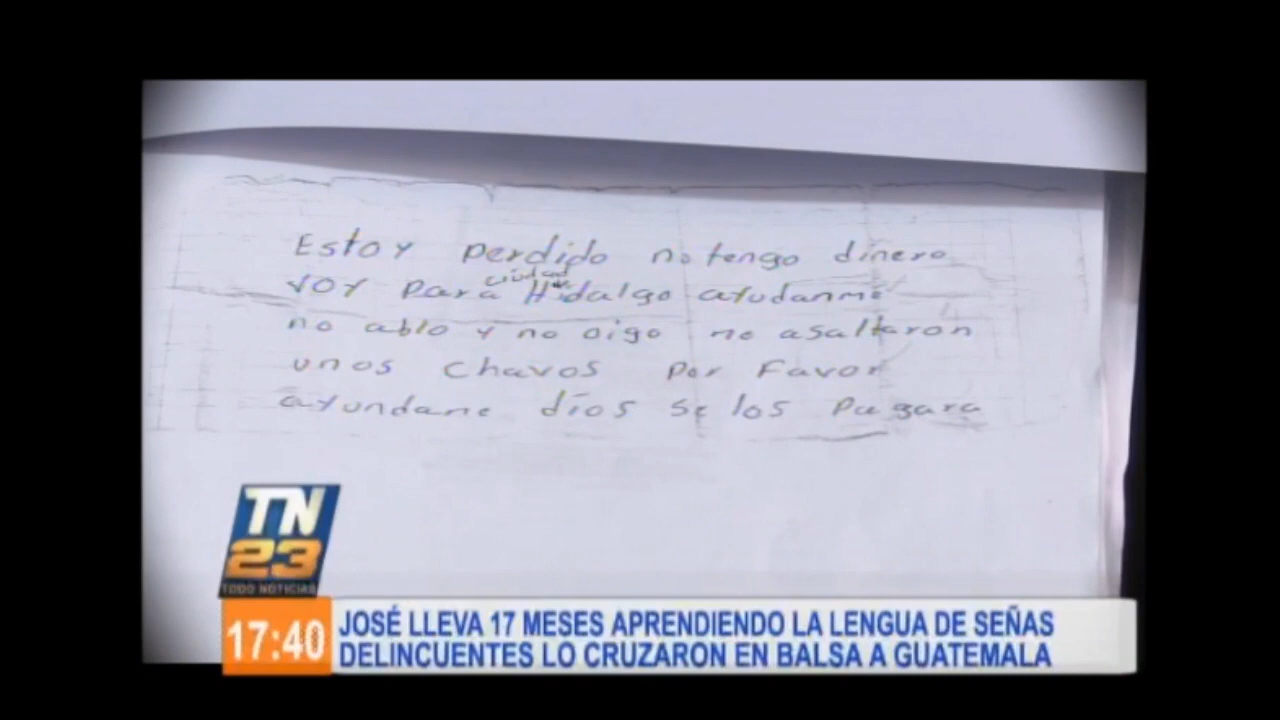 Estoy perdido no tengo dinero
voy para ciudad de Hidalgo ayudanme
no ablo y no oigo me asaltaron
unos chavos por favor
ayundame dios se los pagara
TN
23
TODO NOTICIAS
17:40
JOSÉ LLEVA 17 MESES APRENDIENDO LA LENGUA DE SEÑAS
DELINCUENTES LO CRUZARON EN BALSA A GUATEMALA